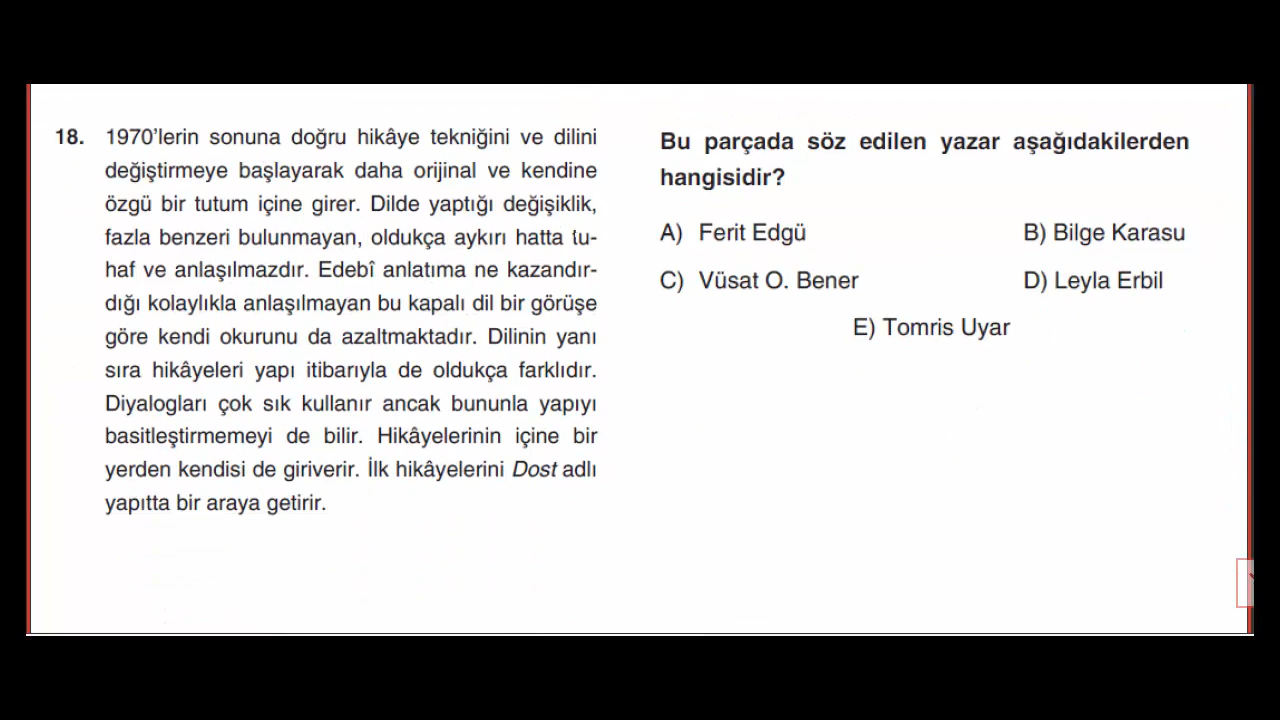 18. 1970'lerin sonuna doğru hikâye tekniğini ve dilini
değiştirmeye başlayarak daha orijinal ve kendine
özgü bir tutum içine girer. Dilde yaptığı değişiklik,
fazla benzeri bulunmayan, oldukça aykırı hatta tu-
haf ve anlaşılmazdır. Edebî anlatıma ne kazandır-
dığı kolaylıkla anlaşılmayan bu kapalı dil bir görüşe
göre kendi okurunu da azaltmaktadır. Dilinin yanı
sıra hikâyeleri yapı itibarıyla de oldukça farklıdır.
Diyalogları çok sık kullanır ancak bununla yapıyı
basitleştirmemeyi de bilir. Hikâyelerinin içine bir
yerden kendisi de giriverir. İlk hikâyelerini Dost adlı
yapıtta bir araya getirir.
Bu parçada söz edilen yazar aşağıdakilerden
hangisidir?
A) Ferit Edgü B) Bilge Karasu
C) Vüsat O. Bener D) Leyla Erbil
E) Tomris Uyar